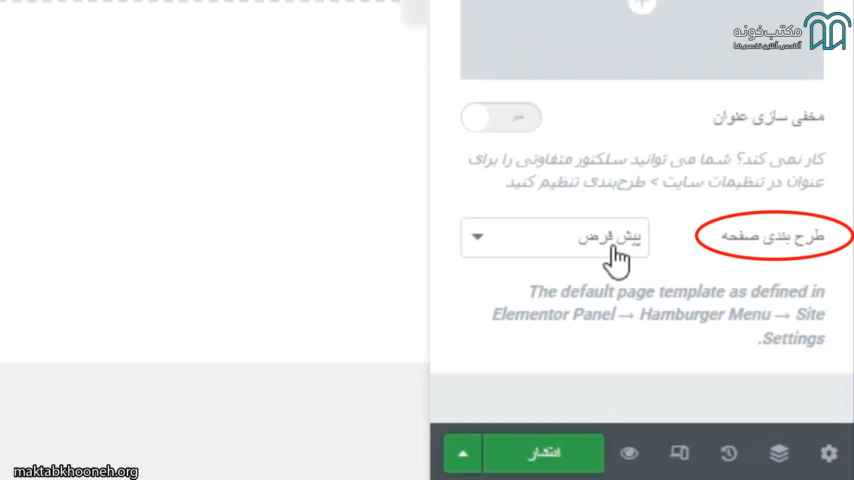 مکتب‌خونه
آکادمی آنلاین تخصص‌ها
مخفی سازی عنوان
خیر
کار نمی کند؟ شما می توانید سلکتور متفاوتی را برای
عنوان در تنظیمات سایت > طرح‌بندی تنظیم کنید
طرح بندی صفحه
پیش فرض
The default page template as defined in
Elementor Panel → Hamburger Menu → Site
.Settings
انتشار
maktabkhooneh.org